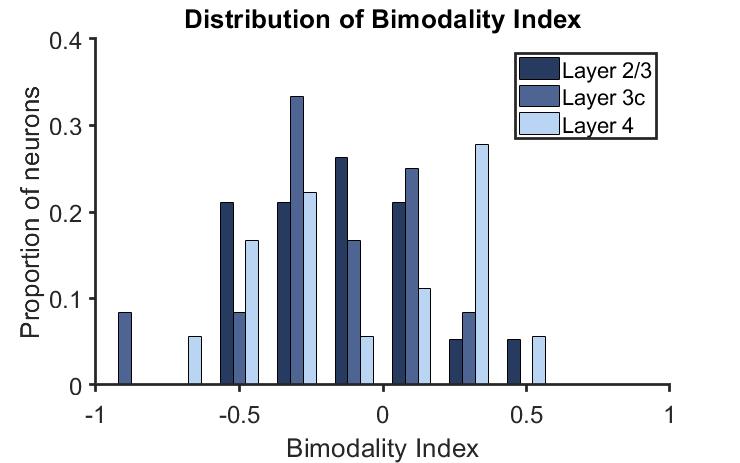 Distribution of Bimodality Index
0.4
0.3
0.2
0.1
0
Proportion of neurons
Layer 2/3
Layer 3c
Layer 4
-1
-0.5
0
0.5
1
Bimodality Index